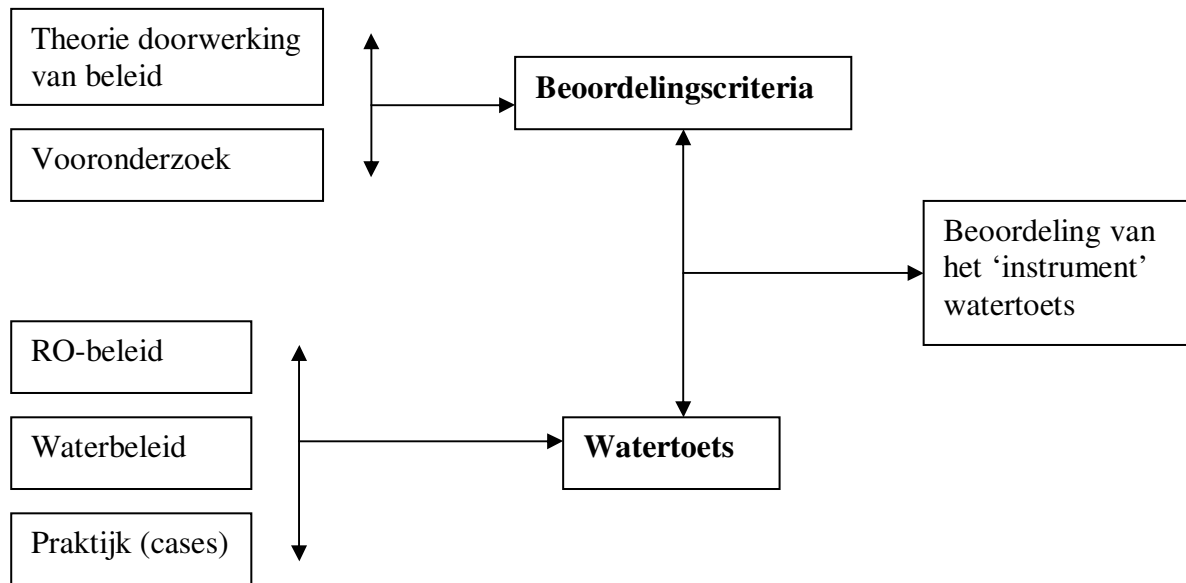 Theorie doorwerking
van beleid
Vooronderzoek
Beoordelingscriteria
Beoordeling van
het ‘instrument’
watertoets
RO-beleid
Waterbeleid
Praktijk (cases)
Watertoets